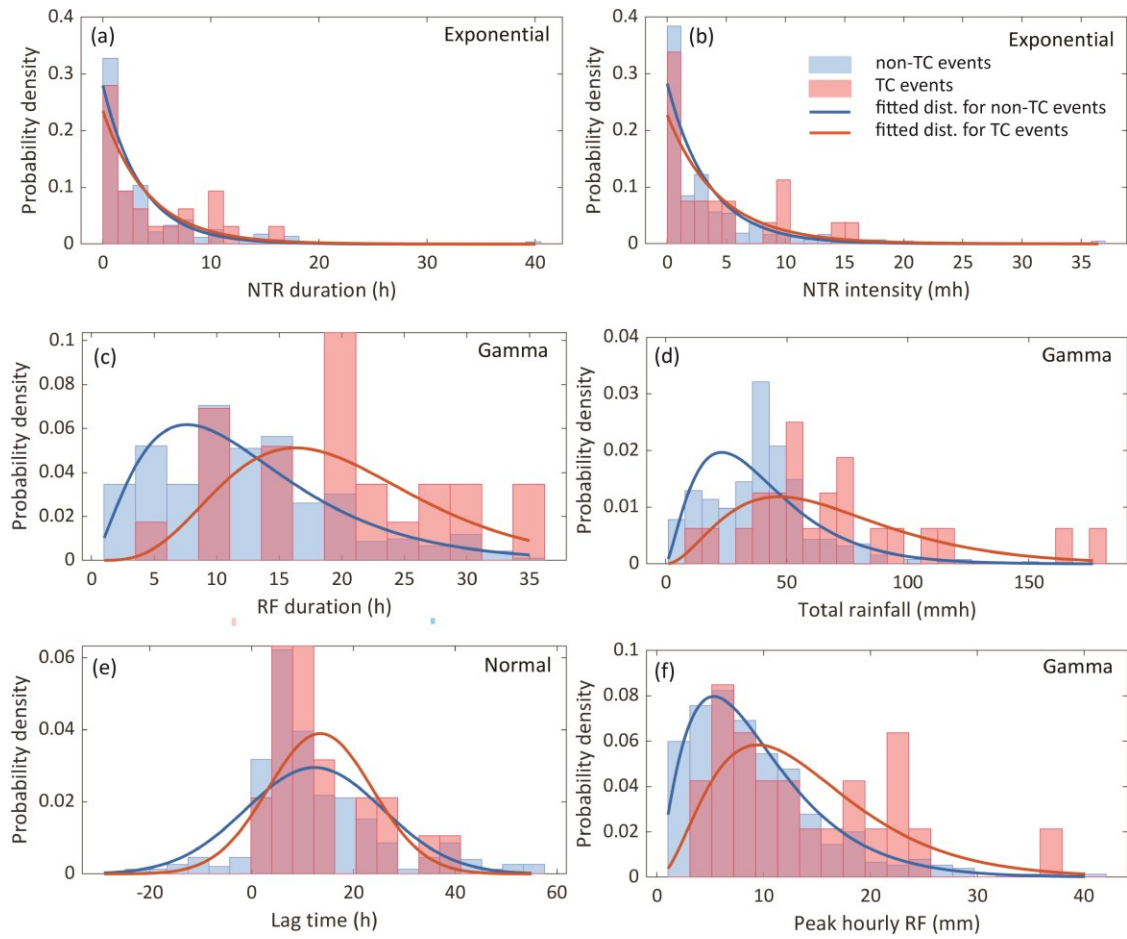 (a)
Exponential
Probability density
0.4
0.3
0.2
0.1
0
0
10
20
30
40
NTR duration (h)
(b)
Exponential
non-TC events
TC events
fitted dist. for non-TC events
fitted dist. for TC events
Probability density
0.4
0.3
0.2
0.1
0
0
5
10
15
20
25
30
35
NTR intensity (mh)
(c)
Gamma
Probability density
0.1
0.08
0.06
0.04
0.02
0
0
5
10
15
20
25
30
35
RF duration (h)
(d)
Gamma
Probability density
0.04
0.03
0.02
0.01
0
0
50
100
150
Total rainfall (mmh)
(e)
Normal
Probability density
0.06
0.04
0.02
0
-20
0
20
40
60
Lag time (h)
(f)
Gamma
Probability density
0.1
0.08
0.06
0.04
0.02
0
0
10
20
30
40
Peak hourly RF (mm)